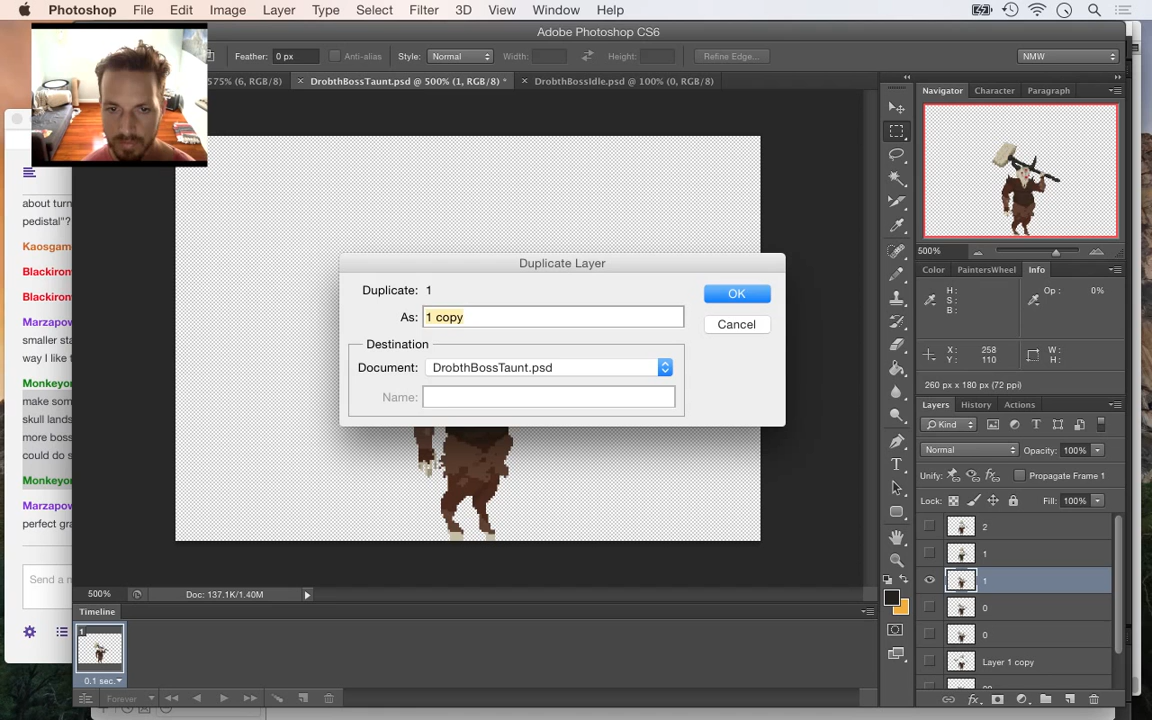 Photoshop File Edit Image Layer Type Select Filter 3D View Window Help
Adobe Photoshop CS6
Feather: 0 px Anti-alias Style: Normal Width: Height: Refine Edge... NMW
575% (6, RGB/8) × DrobthBossTaunt.psd @ 500% (1, RGB/8) * × DrobthBossIdle.psd @ 100% (0, RGB/8)
Navigator Character Paragraph
500%
Color PaintersWheel Info
H:
S:
B:
Op: 0%
X: 258
Y: 110
W:
H:
260 px x 180 px (72 ppi)
Layers History Actions
Kind
Normal Opacity: 100%
Unify: Propagate Frame 1
Lock: Fill: 100%
2
1
1
0
0
Layer 1 copy
Duplicate Layer
Duplicate: 1
As: 1 copy
Destination
Document: DrobthBossTaunt.psd
Name:
OK
Cancel
about turn
pedistal"?
Kaosgam
Blackiron
Blackiron
Marzapow
smaller sta
way I like t
Monkeyor
make som
skull lands
more boss
could do s
Monkeyor
Marzapow
perfect gra
Send a m
500% Doc: 137.1K/1.40M
Timeline
1
0.1 sec.
Forever